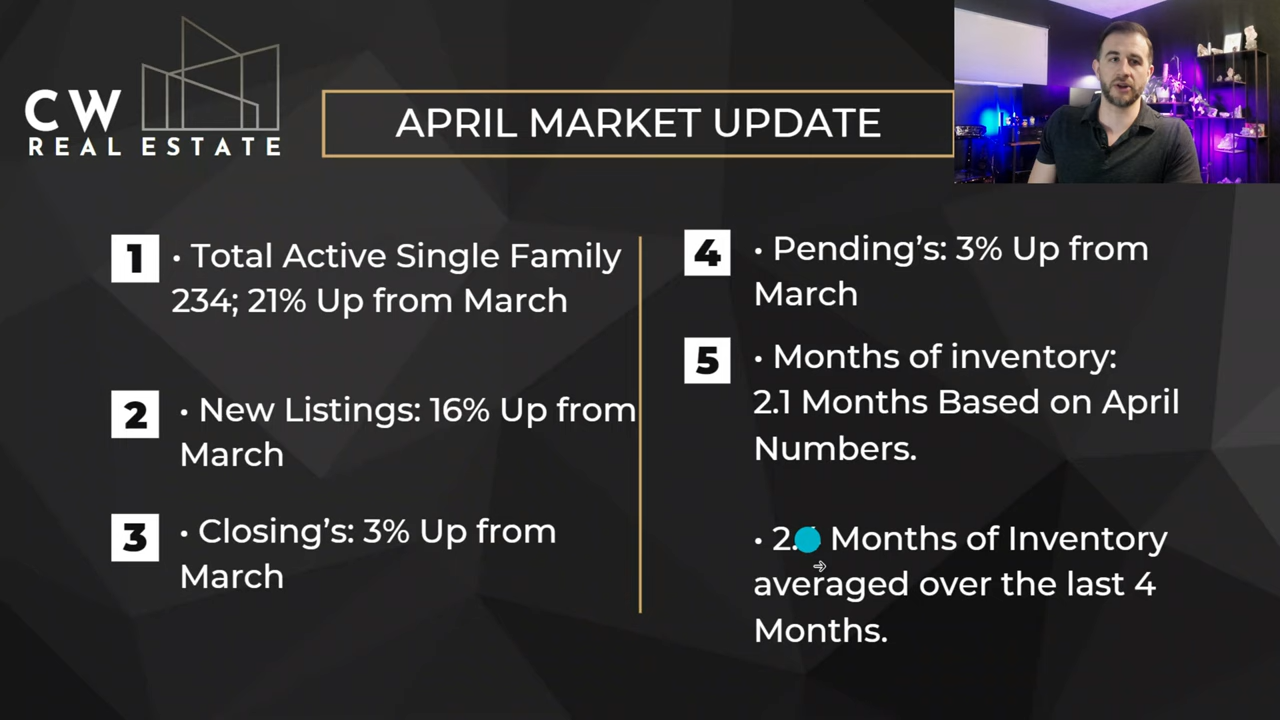 CW
REAL ESTATE
APRIL MARKET UPDATE
1
• Total Active Single Family
234; 21% Up from March
2
• New Listings: 16% Up from
March
3
• Closing's: 3% Up from
March
4
• Pending's: 3% Up from
March
5
• Months of inventory:
2.1 Months Based on April
Numbers.
• Months of Inventory
averaged over the last 4
Months.